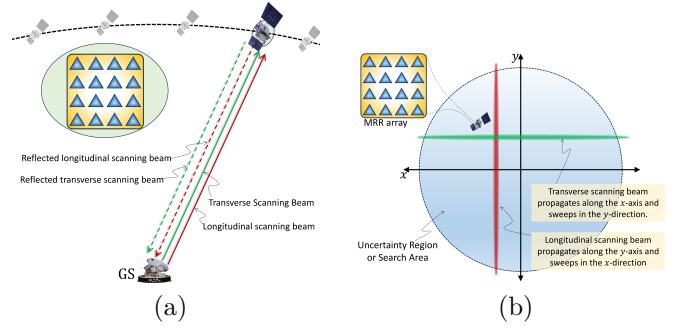 Reflected longitudinal scanning beam
Reflected transverse scanning beam
Transverse Scanning Beam
Longitudinal scanning beam
GS
(a)
y
MRR array
x
Transverse scanning beam
propagates along the x-axis and
sweeps in the y-direction.
Uncertainty Region
or Search Area
Longitudinal scanning beam
propagates along the y-axis and
sweeps in the x-direction
(b)